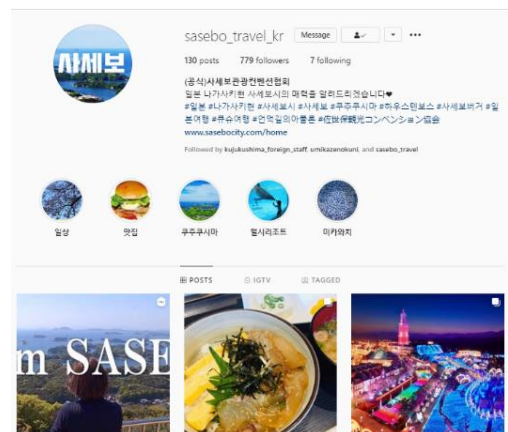 사세보
sasebo_travel_kr Message
130 posts 779 followers 7 following
(공식)사세보관광컨벤션협회
일본 나가사키현 사세보시의 매력을 알려드리겠습니다♥
#일본 #나가사키현 #사세보시 #사세보 #쿠주쿠시마 #하우스텐보스 #사세보버거 #일
본여행 #큐슈여행 #언덕길의아폴론 #佐世保観光コンベンション協会
www.sasebocity.com/home
Followed by kujukushima_foreign_staff, umikazenokuni, and sasebo_travel
일상 맛집 쿠주쿠시마 펄시리조트 미카와치
POSTS IGTV TAGGED
m SASE